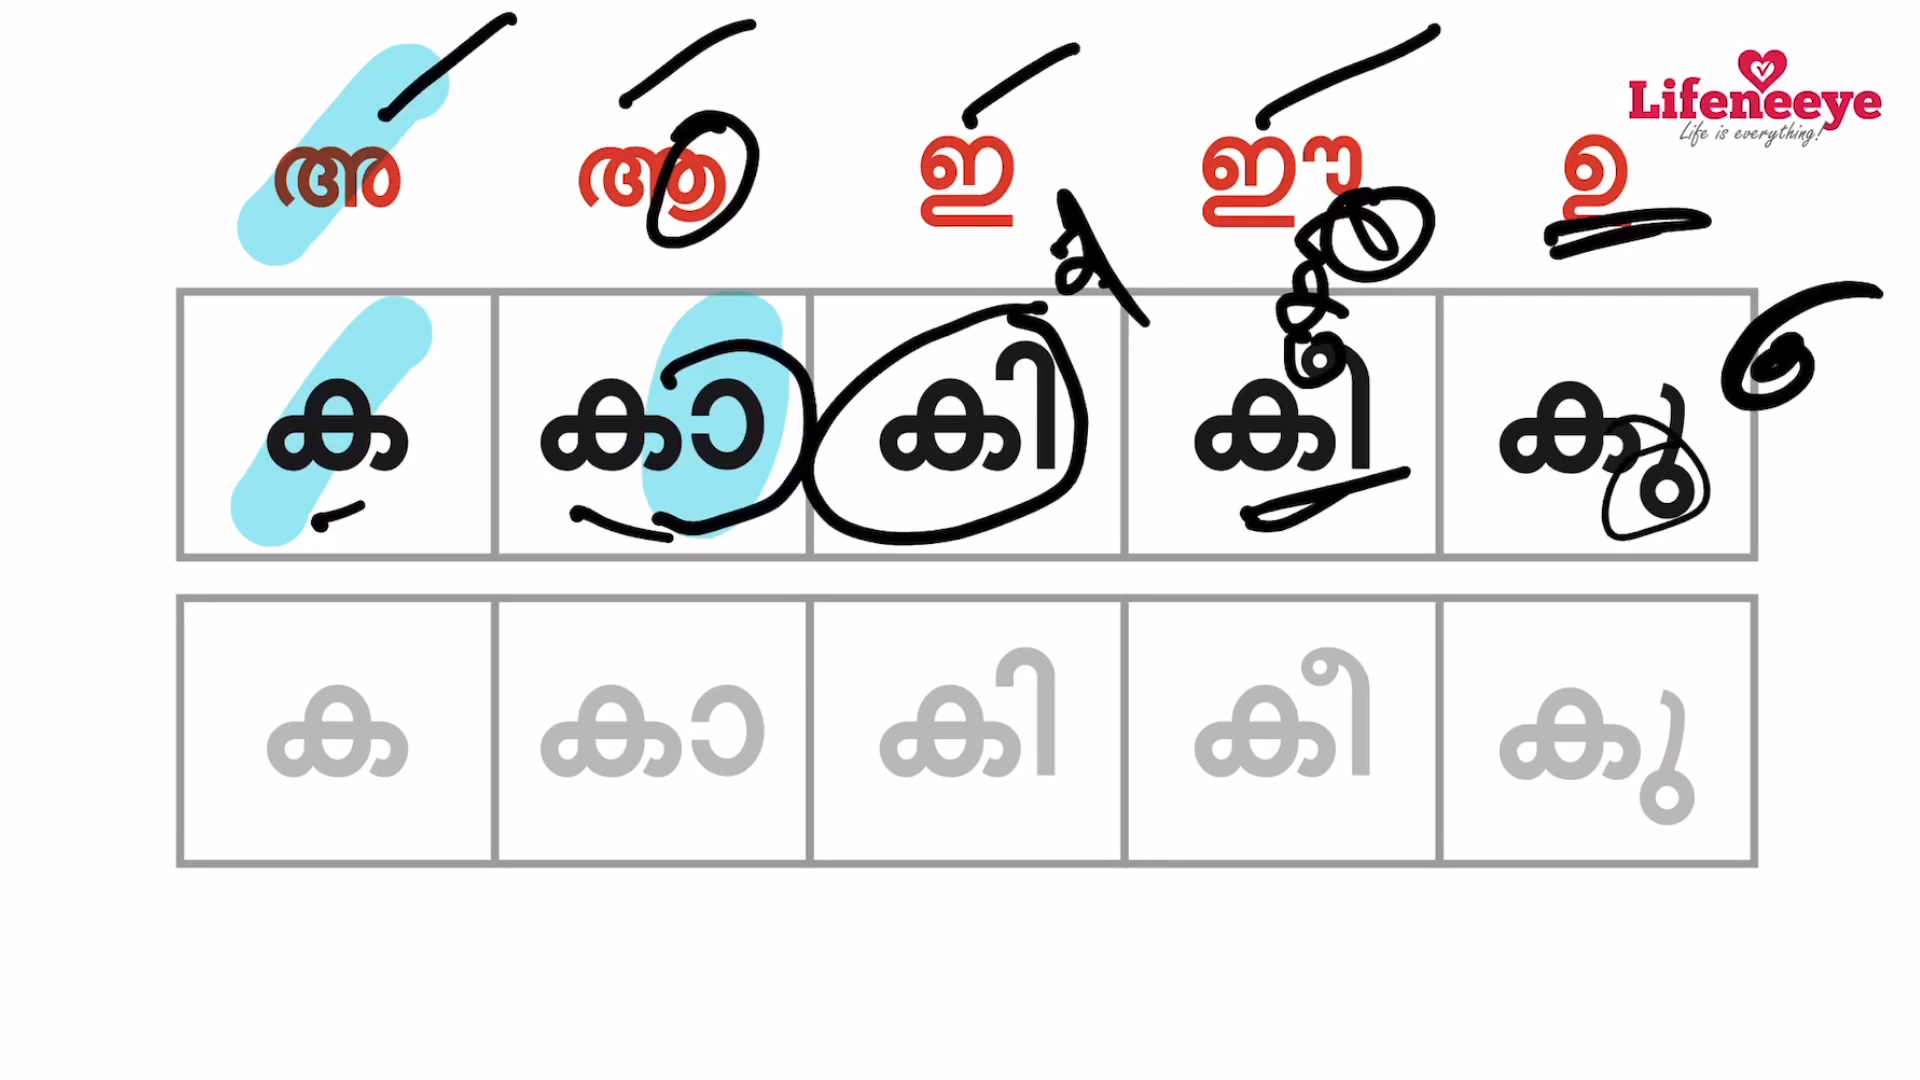 Lifeneeye
Life is everything!
അ ആ ഇ ഈ ഉ
ക കാ കി കീ കു
ക കാ കി കീ കു